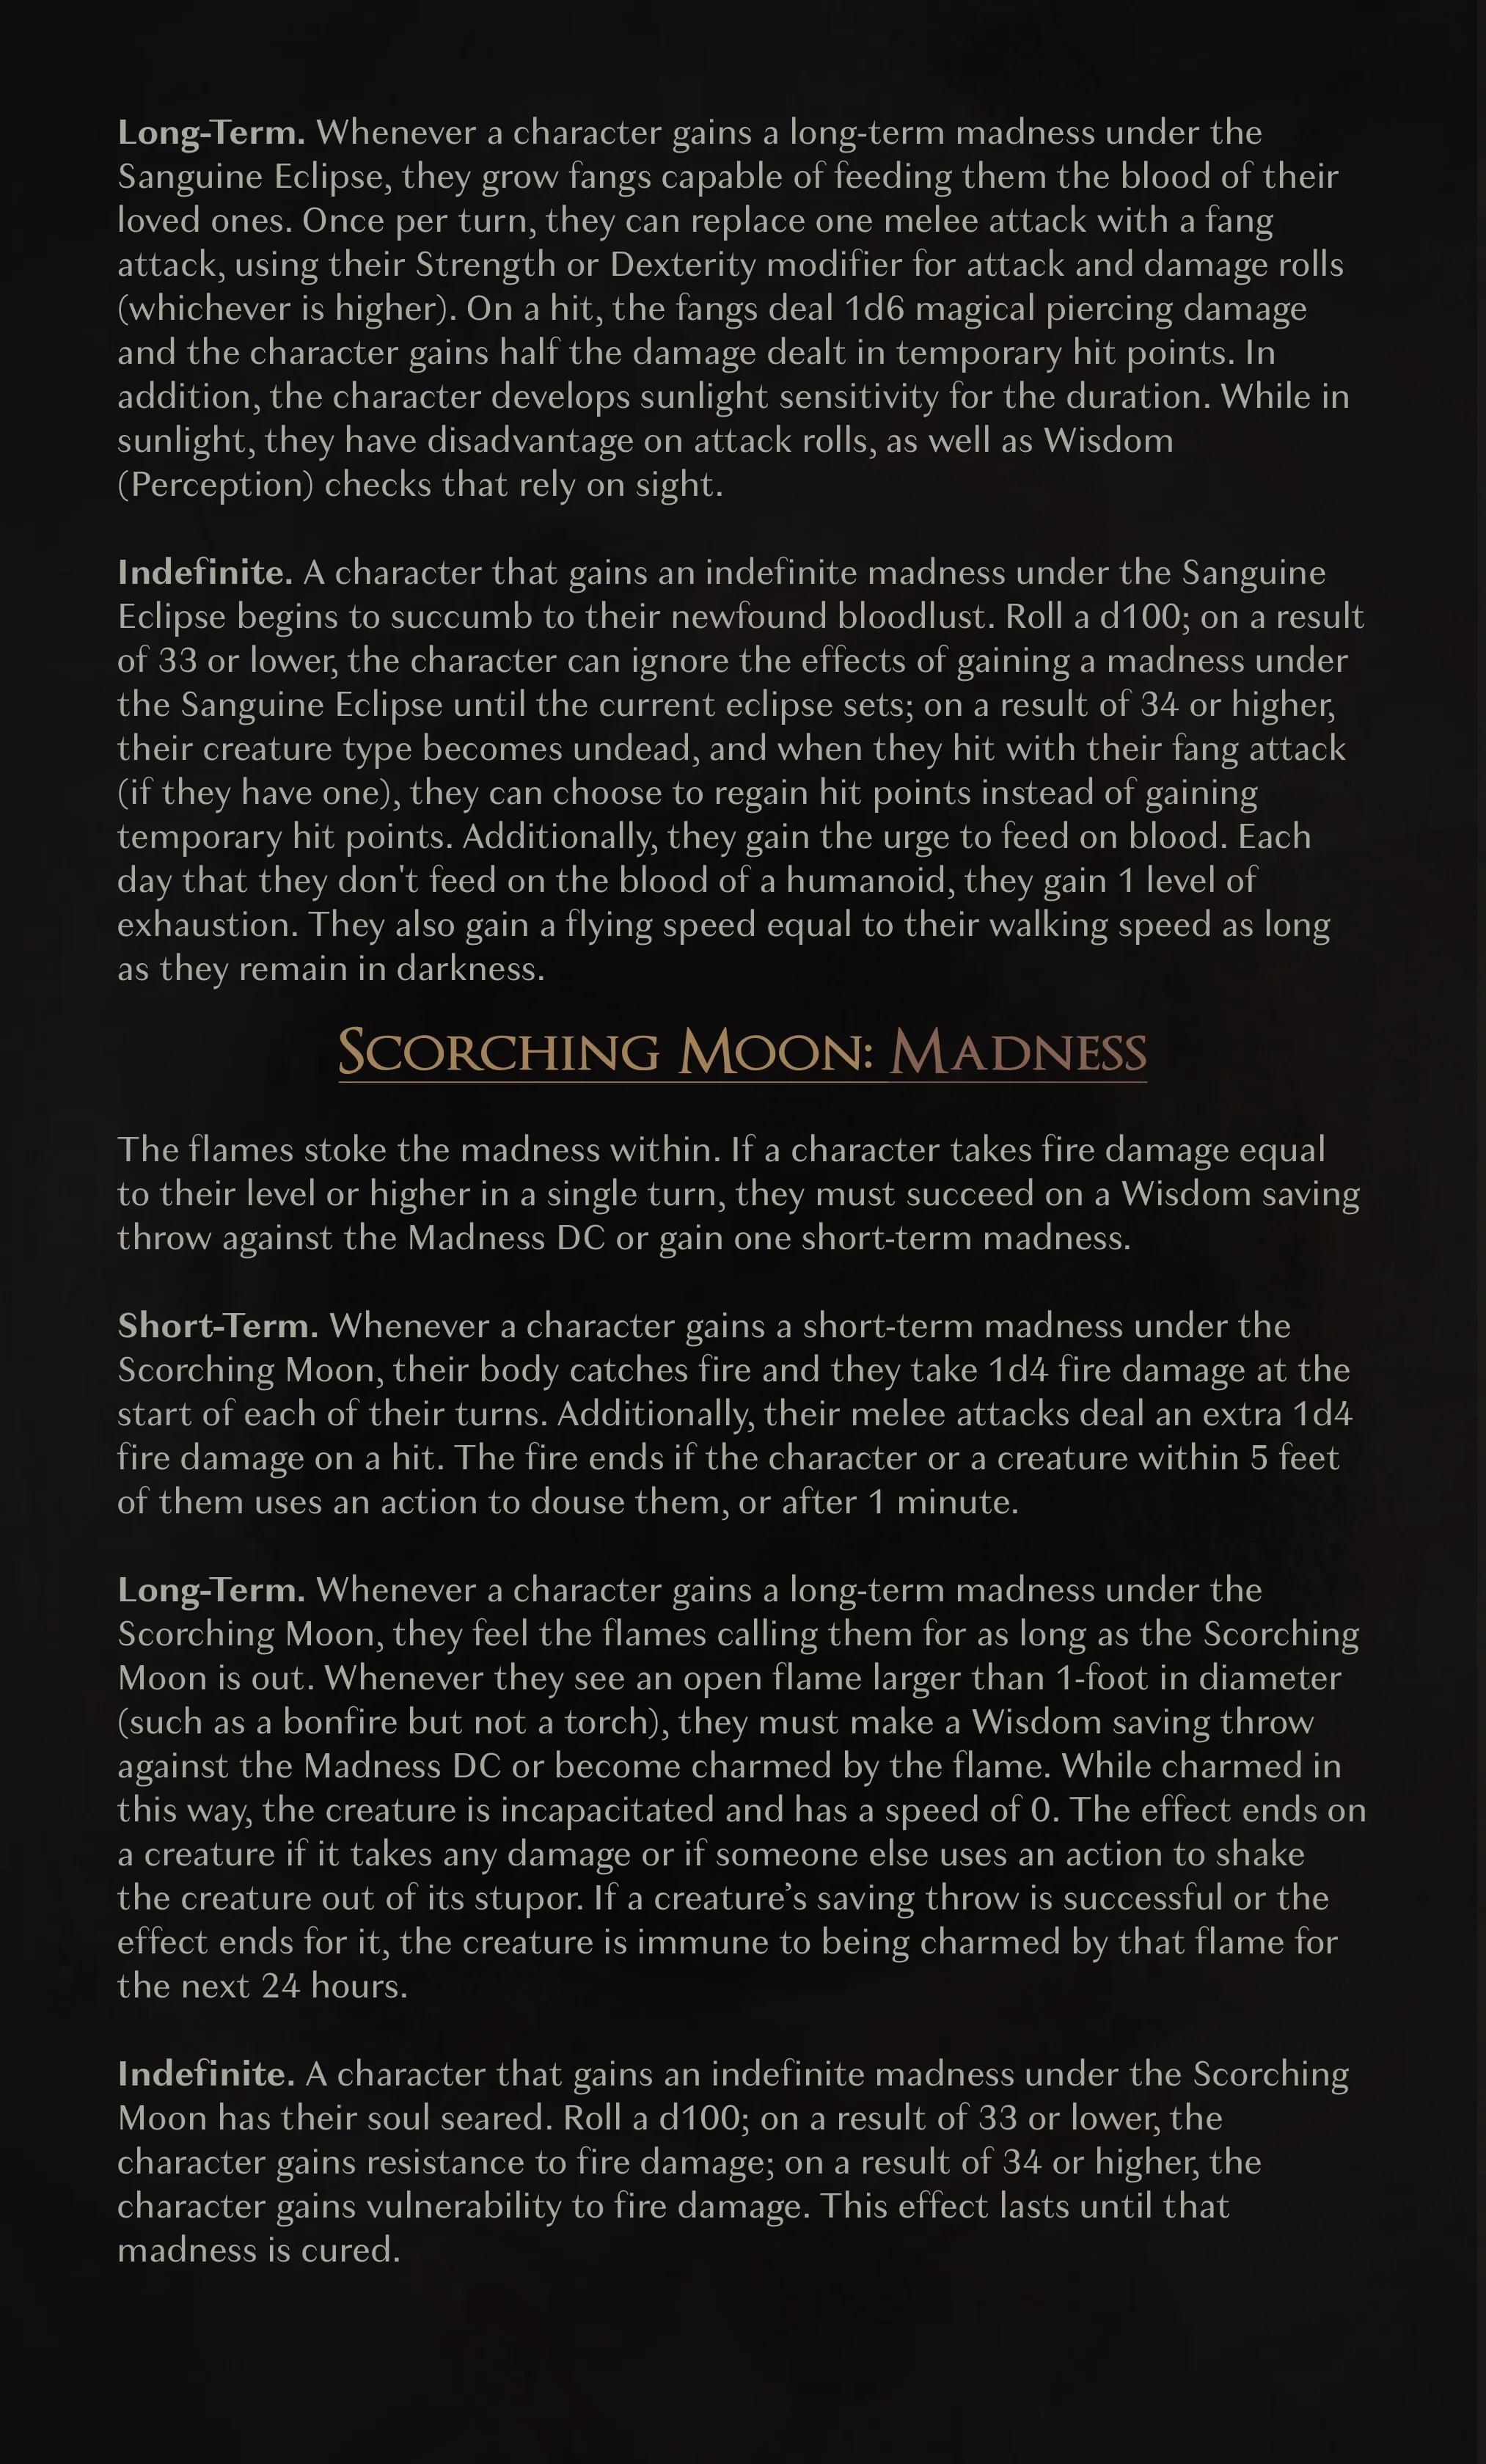 Long-Term. Whenever a character gains a long-term madness under the
Sanguine Eclipse, they grow fangs capable of feeding them the blood of their
loved ones. Once per turn, they can replace one melee attack with a fang
attack, using their Strength or Dexterity modifier for attack and damage rolls
(whichever is higher). On a hit, the fangs deal 1d6 magical piercing damage
and the character gains half the damage dealt in temporary hit points. In
addition, the character develops sunlight sensitivity for the duration. While in
sunlight, they have disadvantage on attack rolls, as well as Wisdom
(Perception) checks that rely on sight.
Indefinite. A character that gains an indefinite madness under the Sanguine
Eclipse begins to succumb to their newfound bloodlust. Roll a d100; on a result
of 33 or lower, the character can ignore the effects of gaining a madness under
the Sanguine Eclipse until the current eclipse sets; on a result of 34 or higher,
their creature type becomes undead, and when they hit with their fang attack
(if they have one), they can choose to regain hit points instead of gaining
temporary hit points. Additionally, they gain the urge to feed on blood. Each
day that they don't feed on the blood of a humanoid, they gain 1 level of
exhaustion. They also gain a flying speed equal to their walking speed as long
as they remain in darkness.
Scorching Moon: Madness
The flames stoke the madness within. If a character takes fire damage equal
to their level or higher in a single turn, they must succeed on a Wisdom saving
throw against the Madness DC or gain one short-term madness.
Short-Term. Whenever a character gains a short-term madness under the
Scorching Moon, their body catches fire and they take 1d4 fire damage at the
start of each of their turns. Additionally, their melee attacks deal an extra 1d4
fire damage on a hit. The fire ends if the character or a creature within 5 feet
of them uses an action to douse them, or after 1 minute.
Long-Term. Whenever a character gains a long-term madness under the
Scorching Moon, they feel the flames calling them for as long as the Scorching
Moon is out. Whenever they see an open flame larger than 1-foot in diameter
(such as a bonfire but not a torch), they must make a Wisdom saving throw
against the Madness DC or become charmed by the flame. While charmed in
this way, the creature is incapacitated and has a speed of 0. The effect ends on
a creature if it takes any damage or if someone else uses an action to shake
the creature out of its stupor. If a creature’s saving throw is successful or the
effect ends for it, the creature is immune to being charmed by that flame for
the next 24 hours.
Indefinite. A character that gains an indefinite madness under the Scorching
Moon has their soul seared. Roll a d100; on a result of 33 or lower, the
character gains resistance to fire damage; on a result of 34 or higher, the
character gains vulnerability to fire damage. This effect lasts until that
madness is cured.